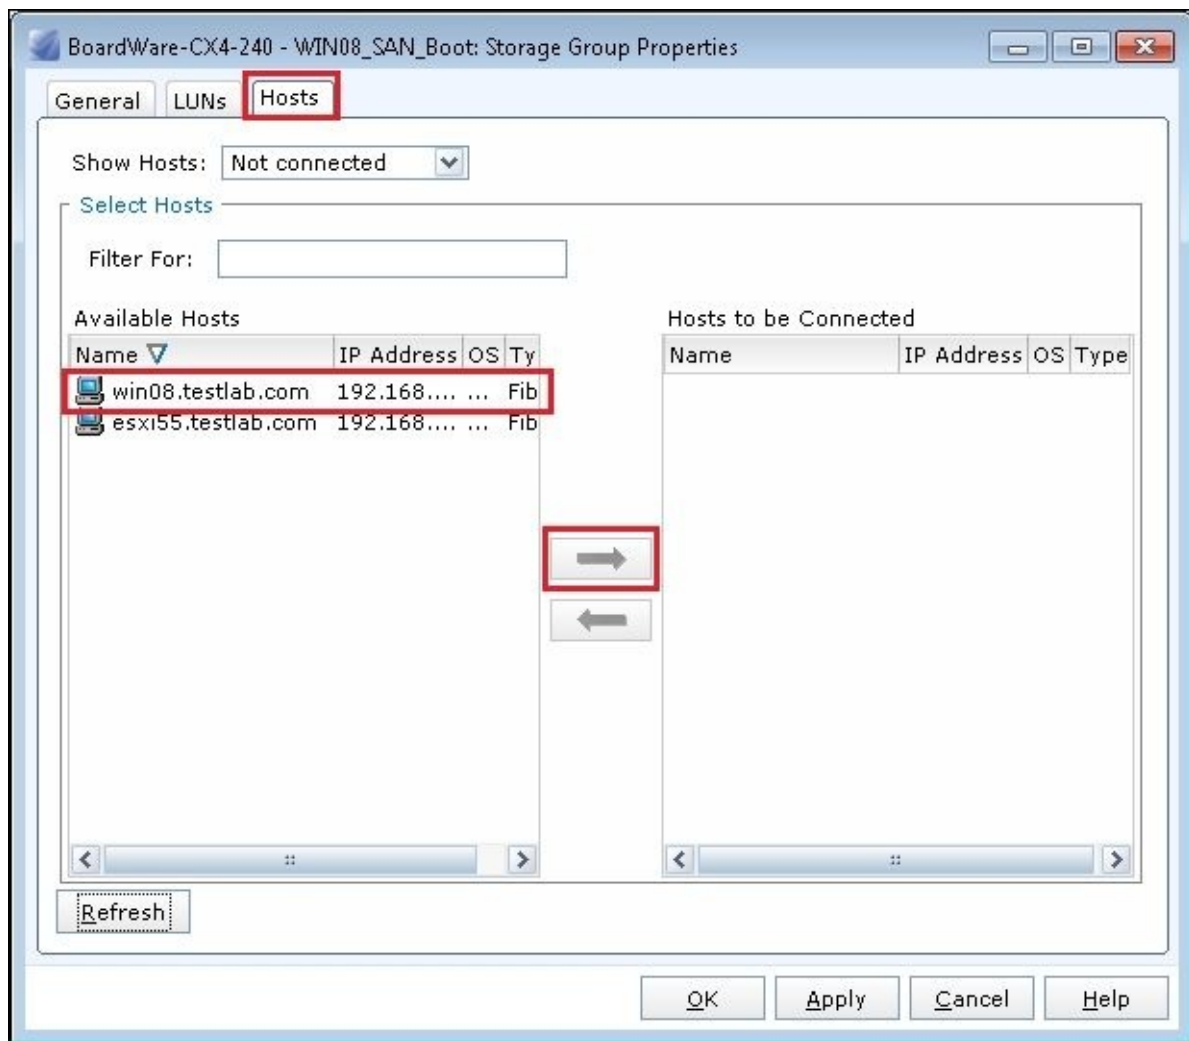 BoardWare-CX4-240 - WIN08_SAN_Boot: Storage Group Properties
General LUNs Hosts
Show Hosts: Not connected
Select Hosts
Filter For:
Available Hosts Hosts to be Connected
Name IP Address OS Ty Name IP Address OS Type
win08.testlab.com 192.168.... ... Fib
esxi55.testlab.com 192.168.... ... Fib
Refresh
OK Apply Cancel Help